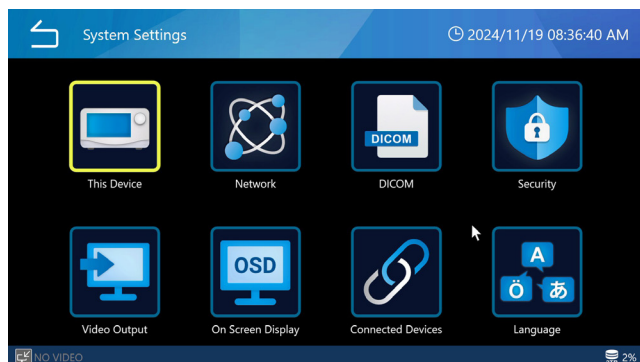 System Settings
2024/11/19 08:36:40 AM
DICOM
This Device
Network
DICOM
Security
OSD
A
Ö
あ
Video Output
On Screen Display
Connected Devices
Language
NO VIDEO
2%